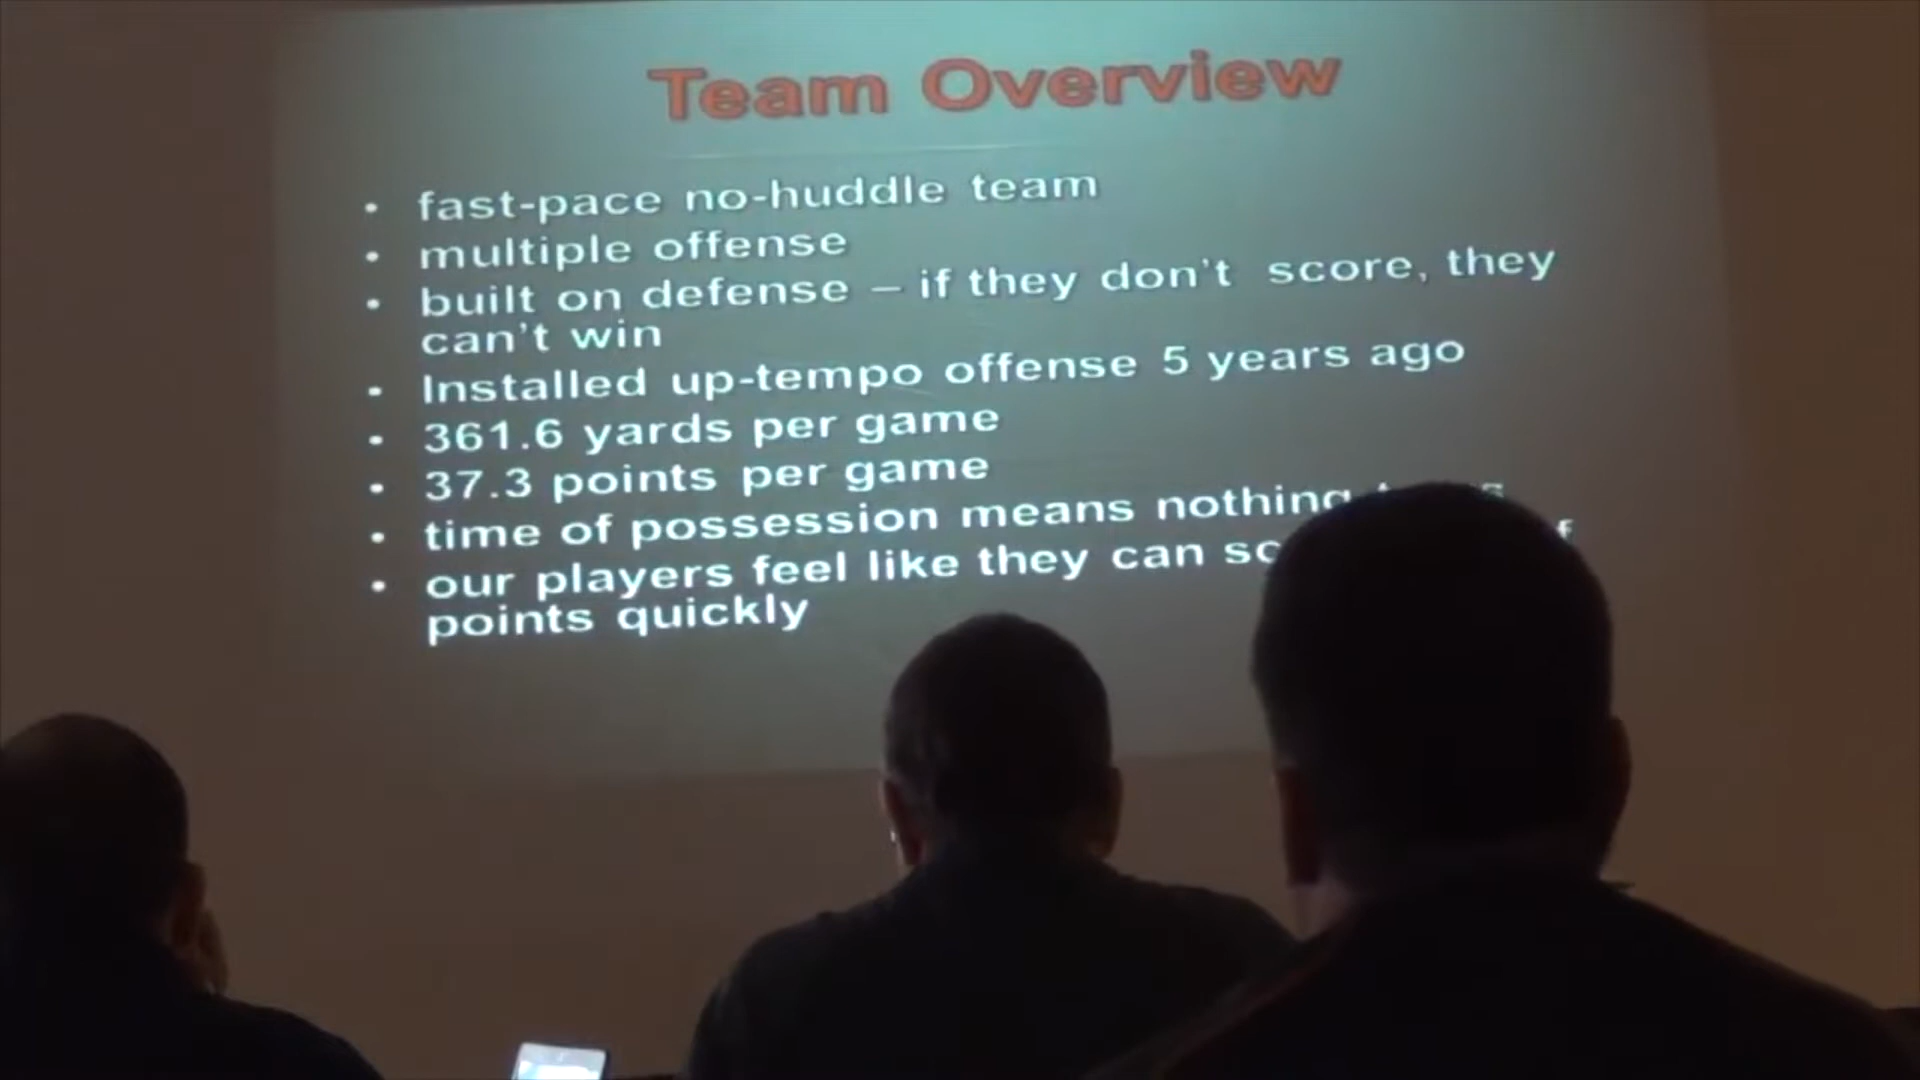 Team Overview
• fast-pace no-huddle team
• multiple offense
• built on defense – if they don't score, they
can't win
• Installed up-tempo offense 5 years ago
• 361.6 yards per game
• 37.3 points per game
• time of possession means nothing
• our players feel like they can
points quickly